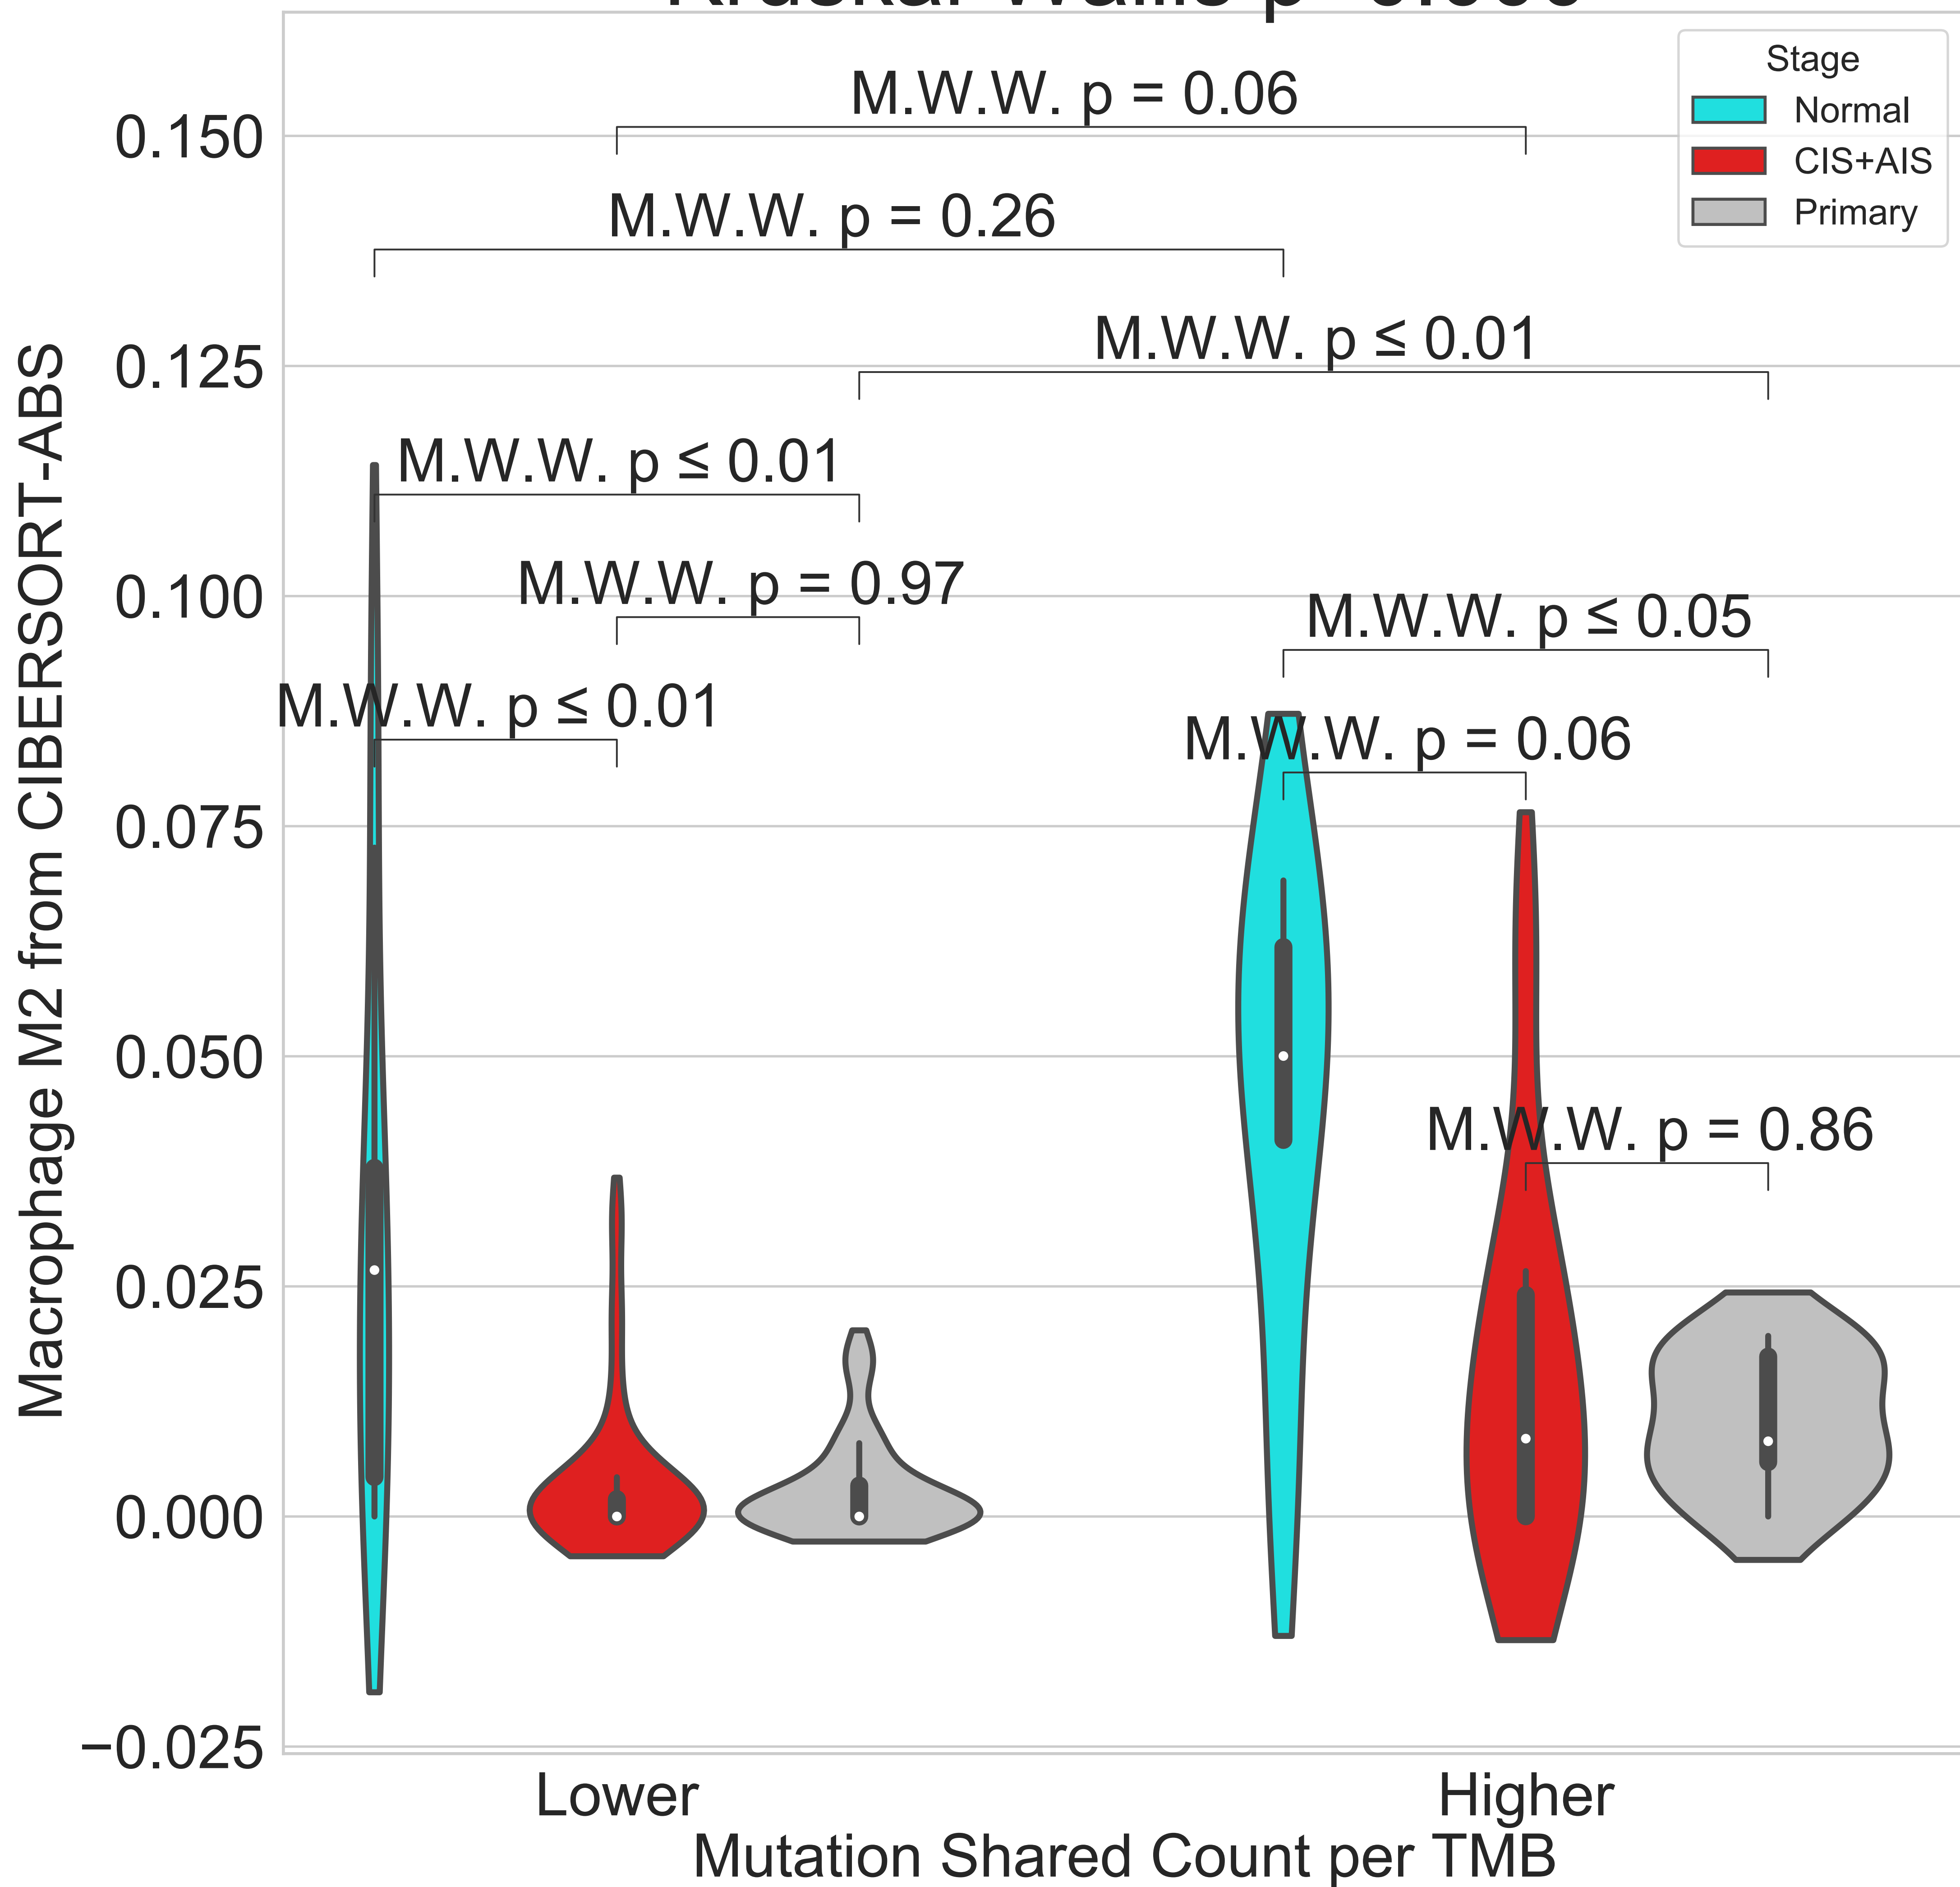 M.W.W. p = 0.06
M.W.W. p = 0.26
M.W.W. p ≤ 0.01
M.W.W. p ≤ 0.01
M.W.W. p = 0.97
M.W.W. p ≤ 0.01
M.W.W. p ≤ 0.05
M.W.W. p = 0.06
M.W.W. p = 0.86
Stage
Normal
CIS+AIS
Primary
Macrophage M2 from CIBERSORT-ABS
0.150
0.125
0.100
0.075
0.050
0.025
0.000
−0.025
Lower
Higher
Mutation Shared Count per TMB